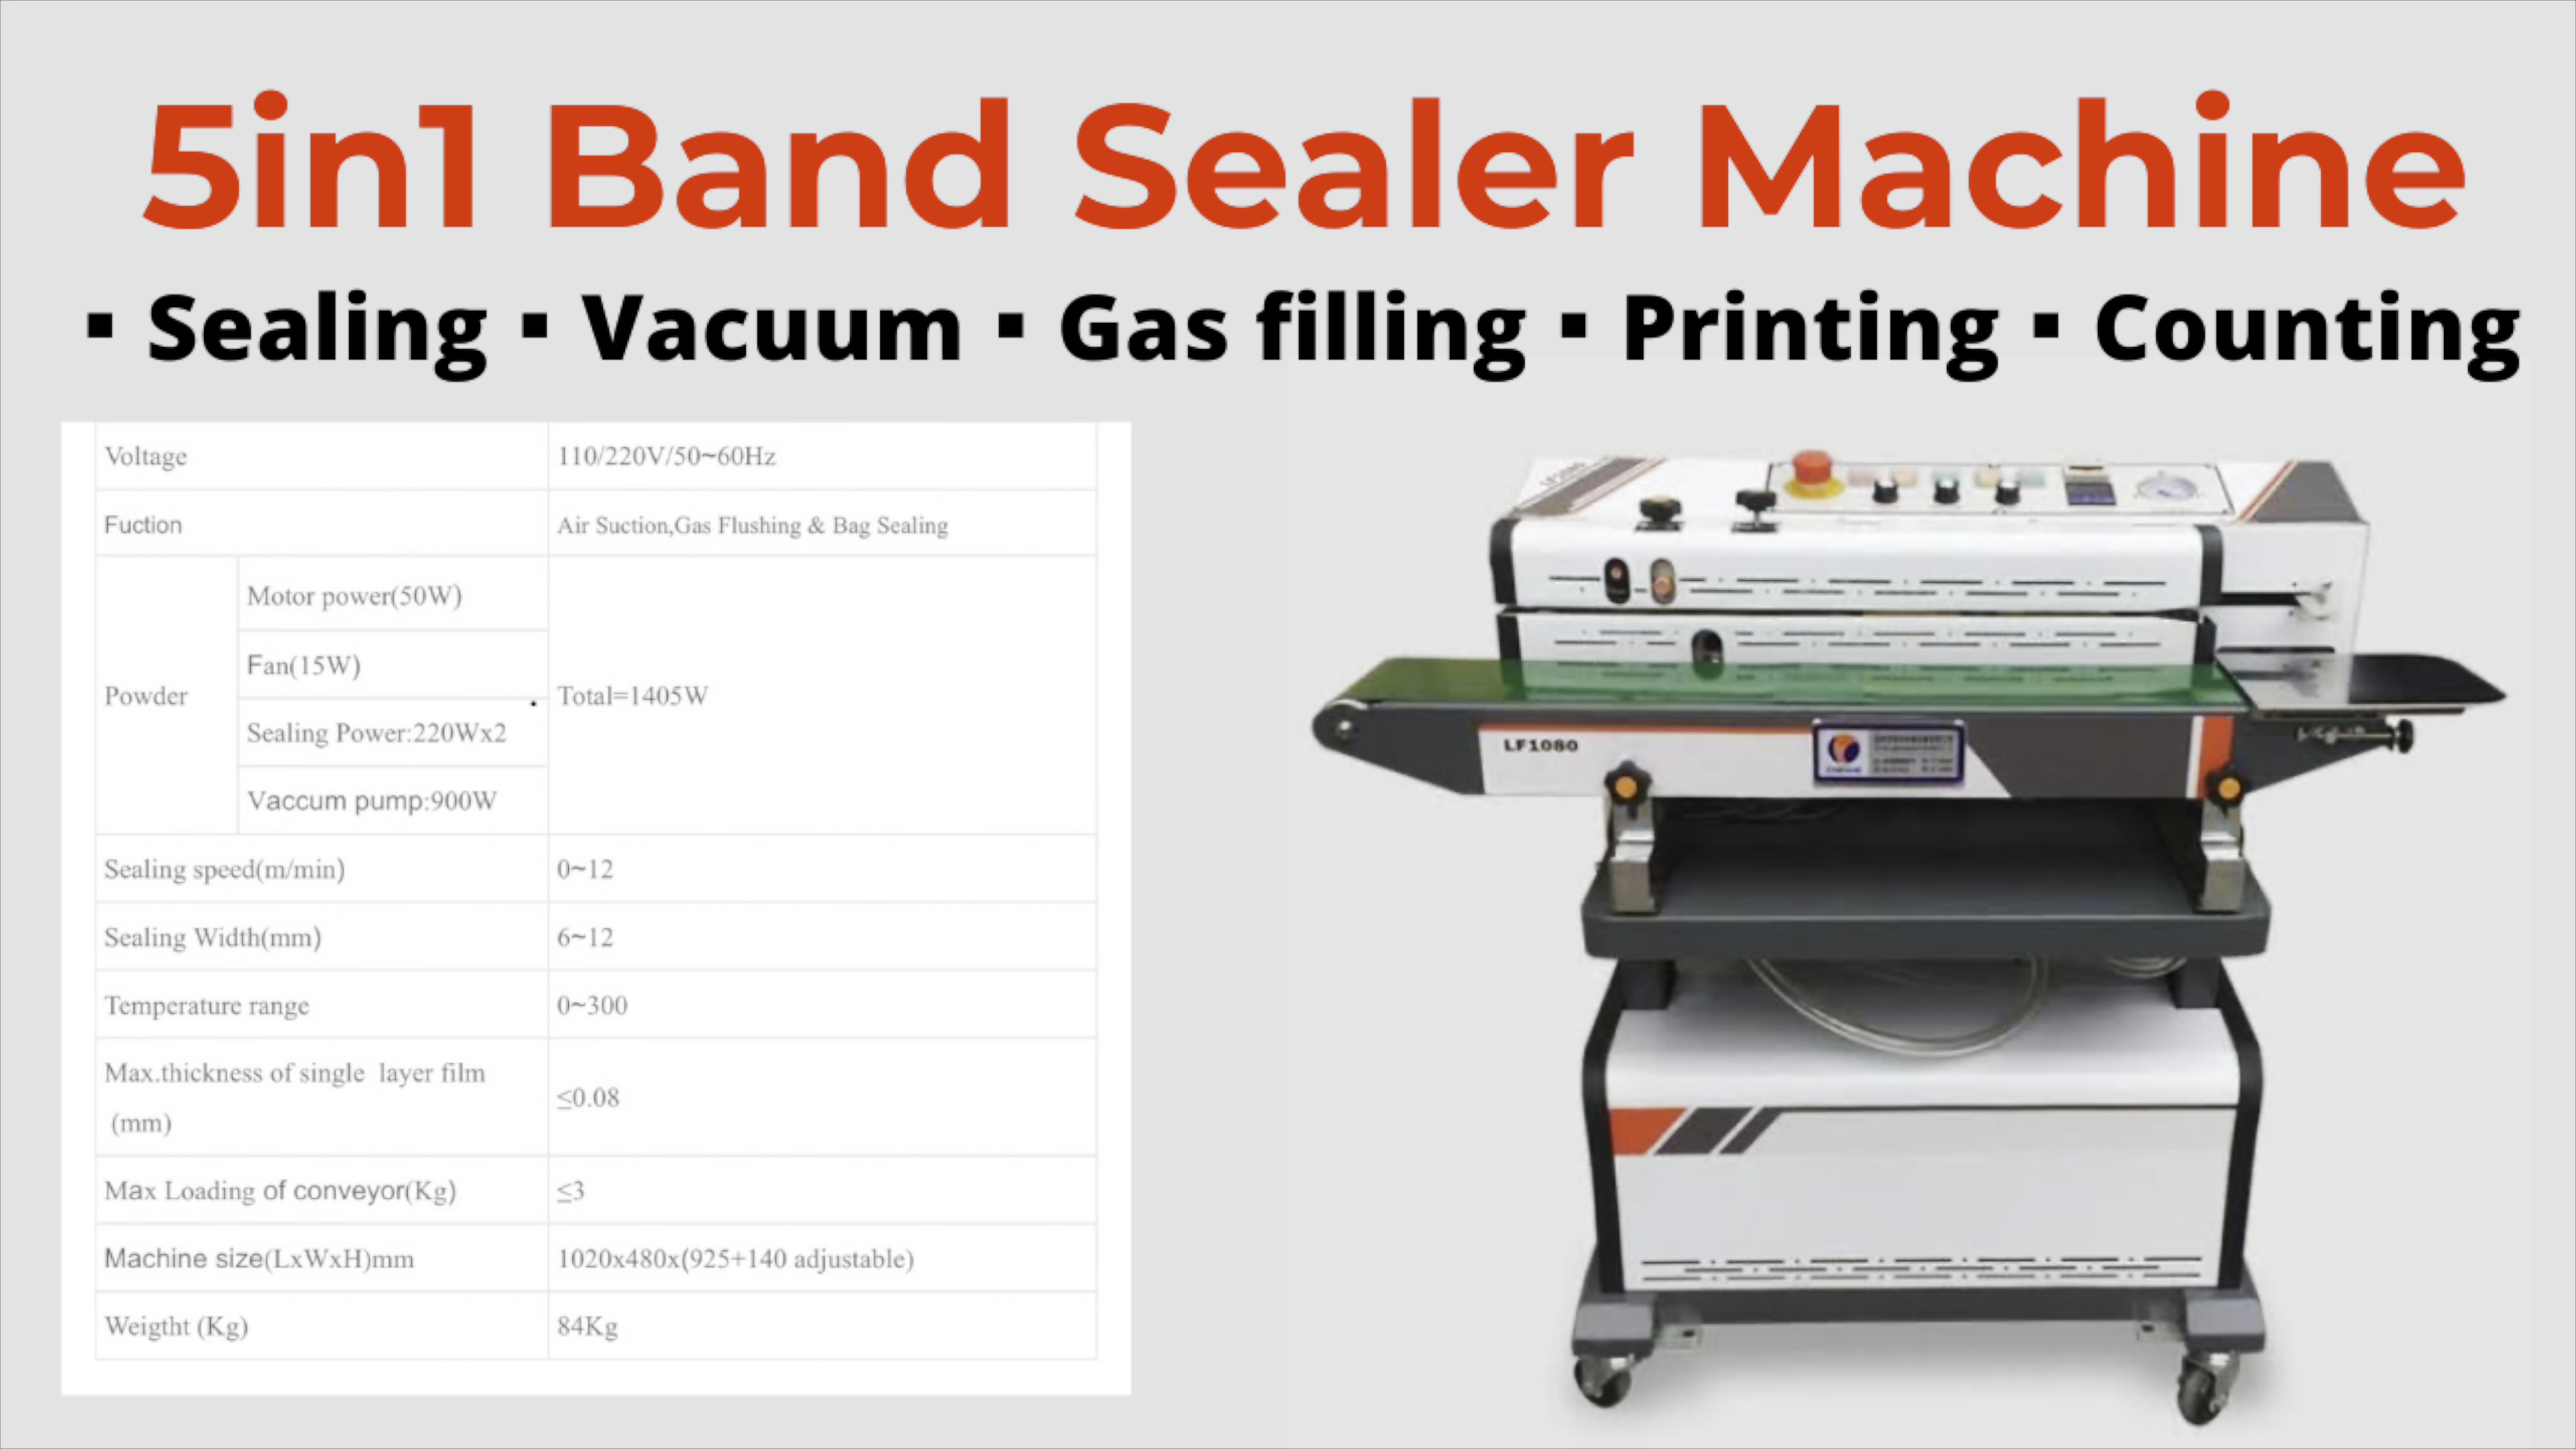 5in1 Band Sealer Machine
▪ Sealing ▪ Vacuum ▪ Gas filling ▪ Printing ▪ Counting
Voltage 110/220V/50~60Hz
Fuction Air Suction,Gas Flushing & Bag Sealing
Powder Motor power(50W) Total=1405W
Fan(15W)
Sealing Power:220Wx2
Vaccum pump:900W
Sealing speed(m/min) 0~12
Sealing Width(mm) 6~12
Temperature range 0~300
Max.thickness of single layer film
(mm) ≤0.08
Max Loading of conveyor(Kg) ≤3
Machine size(LxWxH)mm 1020x480x(925+140 adjustable)
Weigtht (Kg) 84Kg
LF1080
LF1080